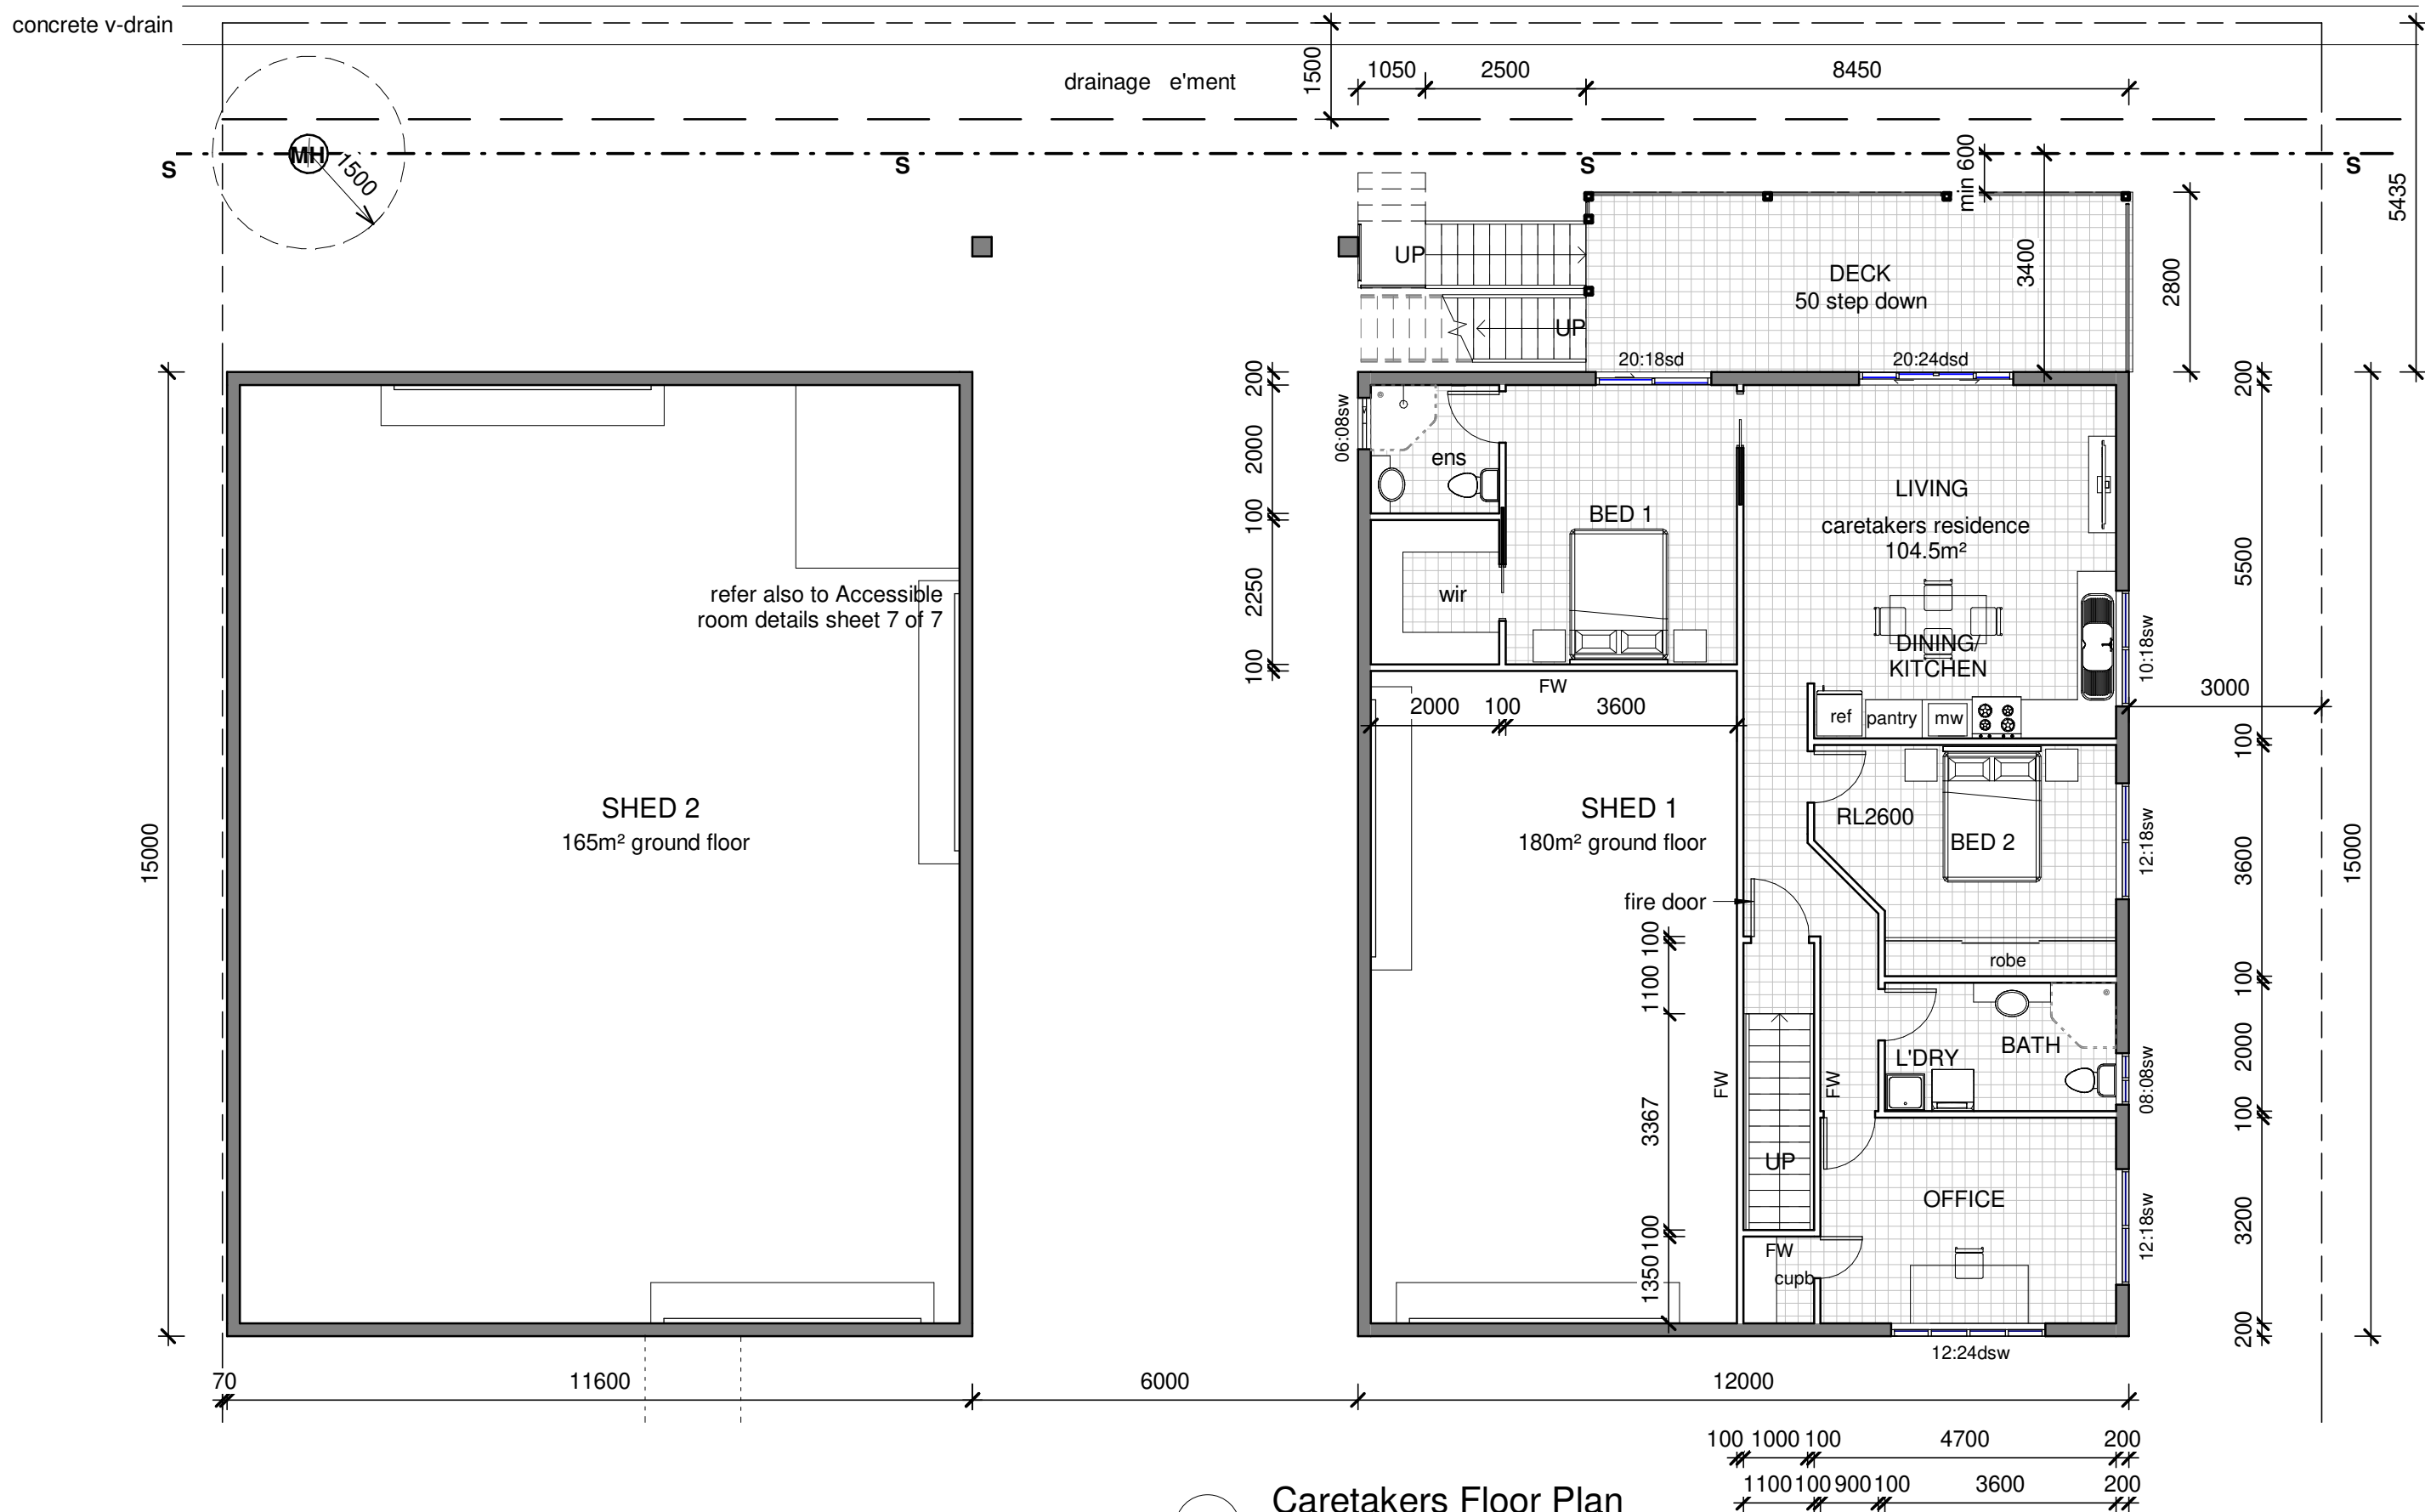 concrete v-drain
drainage e'ment
1500
1050
2500
8450
MH
1500
S
S
S
S
min 600
5435
UP
UP
DECK
50 step down
3400
2800
20:18sd
20:24dsd
200
2000
100
2250
100
06:08sw
ens
wir
BED 1
LIVING
caretakers residence
104.5m²
DINING/
KITCHEN
ref
pantry
mw
10:18sw
200
5500
100
3600
100
2000
100
3200
200
3000
15000
refer also to Accessible
room details sheet 7 of 7
FW
2000
100
3600
15000
SHED 2
165m² ground floor
SHED 1
180m² ground floor
RL2600
BED 2
12:18sw
fire door
100
1100
3367
100
1350
robe
BATH
L'DRY
08:08sw
FW
FW
UP
OFFICE
12:18sw
FW
cupb
12:24dsw
70
11600
6000
12000
100 1000 100 4700 200
1100 100 900 100 3600 200
Caretakers Floor Plan